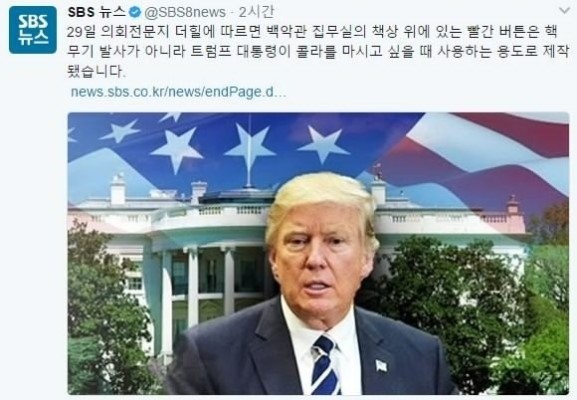 SBS
뉴스
SBS 뉴스 @SBS8news · 2시간
29일 의회전문지 더힐에 따르면 백악관 집무실의 책상 위에 있는 빨간 버튼은 핵
무기 발사가 아니라 트럼프 대통령이 콜라를 마시고 싶을 때 사용하는 용도로 제작
됐습니다.
news.sbs.co.kr/news/endPage.d...